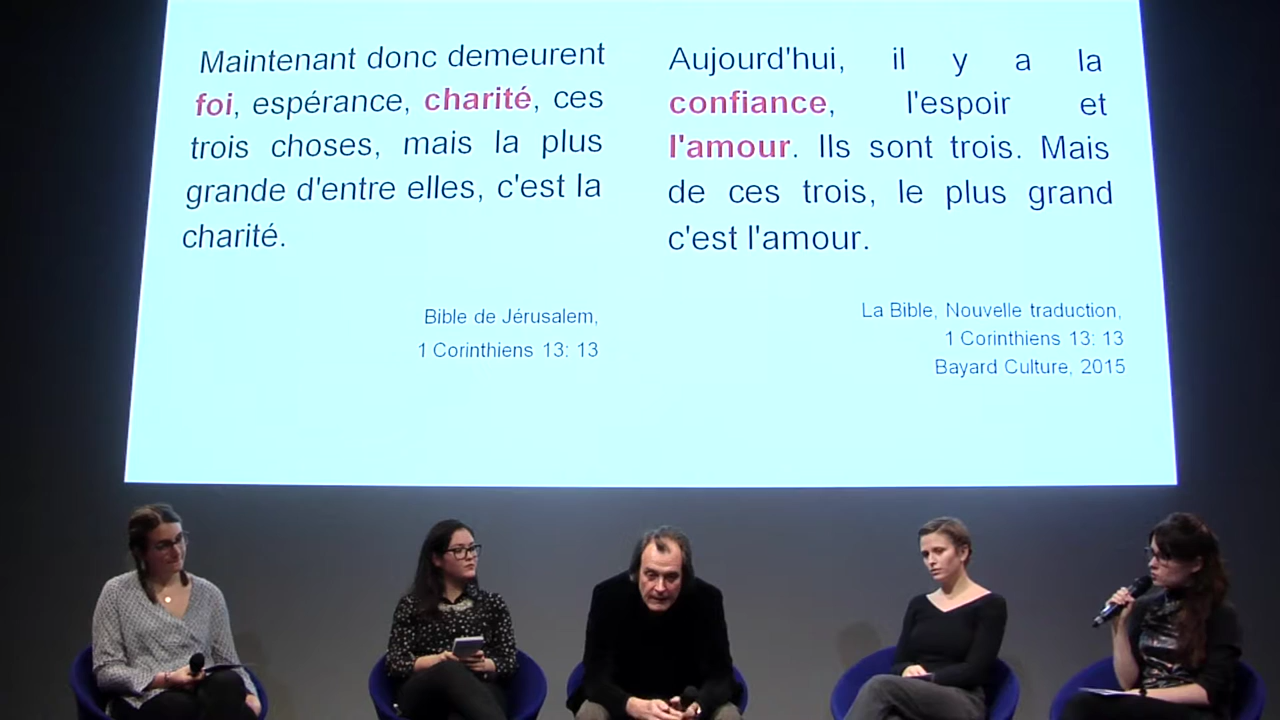 Maintenant donc demeurent
foi, espérance, charité, ces
trois choses, mais la plus
grande d'entre elles, c'est la
charité.
Bible de Jérusalem,
1 Corinthiens 13: 13
Aujourd'hui, il y a la
confiance, l'espoir et
l'amour. Ils sont trois. Mais
de ces trois, le plus grand
c'est l'amour.
La Bible, Nouvelle traduction,
1 Corinthiens 13: 13
Bayard Culture, 2015